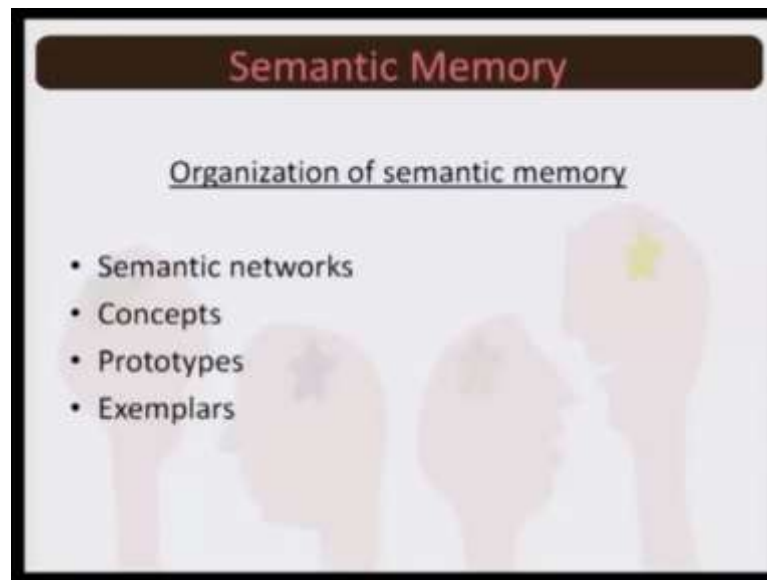 Semantic Memory
Organization of semantic memory
• Semantic networks
• Concepts
• Prototypes
• Exemplars